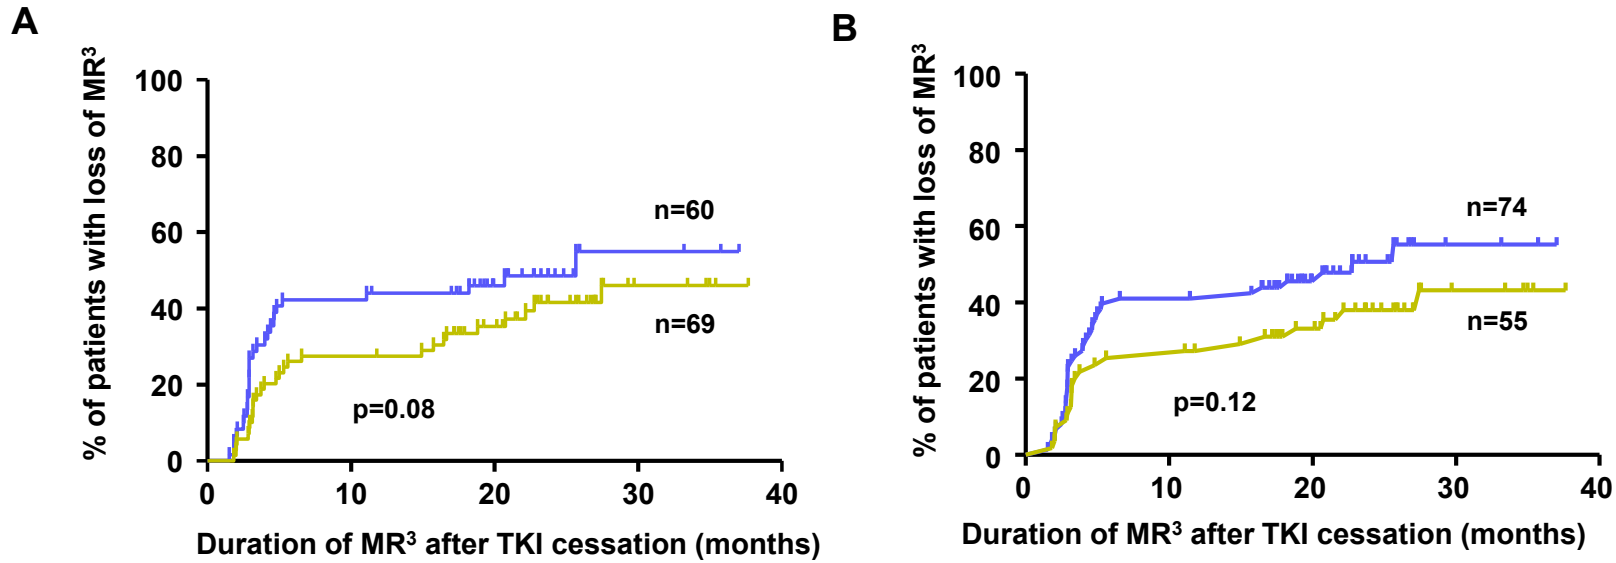 A
% of patients with loss of MR³
100
80
60
40
20
0
n=60
n=69
p=0.08
0 10 20 30 40
Duration of MR³ after TKI cessation (months)
B
% of patients with loss of MR³
100
80
60
40
20
0
n=74
n=55
p=0.12
0 10 20 30 40
Duration of MR³ after TKI cessation (months)